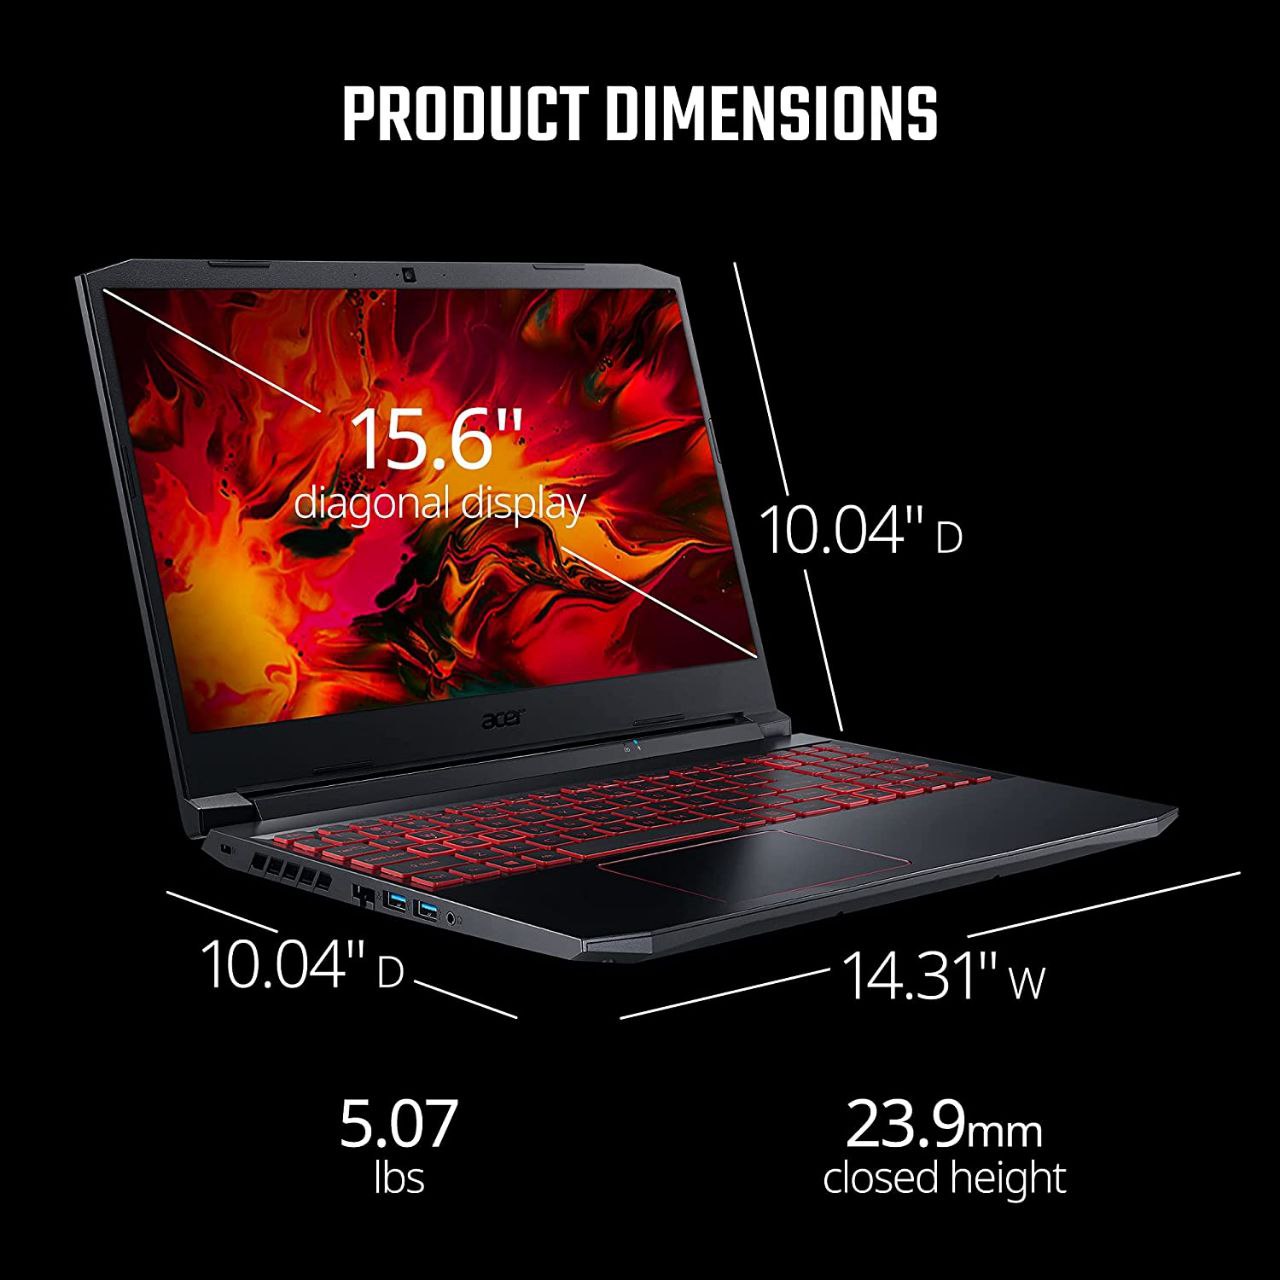 PRODUCT DIMENSIONS
15.6"
diagonal display
10.04" D
acer
10.04" D
14.31" W
5.07
lbs
23.9mm
closed height